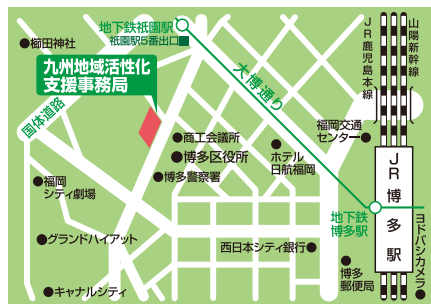 地下鉄祇園駅
祇園駅5番出口
櫛田神社
九州地域活性化
支援事務局
国体道路
大博通り
JR鹿児島本線
山陽新幹線
福岡交通
センター
商工会議所
博多区役所
博多警察署
ホテル
日航福岡
福岡
シティ劇場
地下鉄
博多駅
JR博多駅
ヨドバシカメラ
グランドハイアット
西日本シティ銀行
博多
郵便局
キャナルシティ